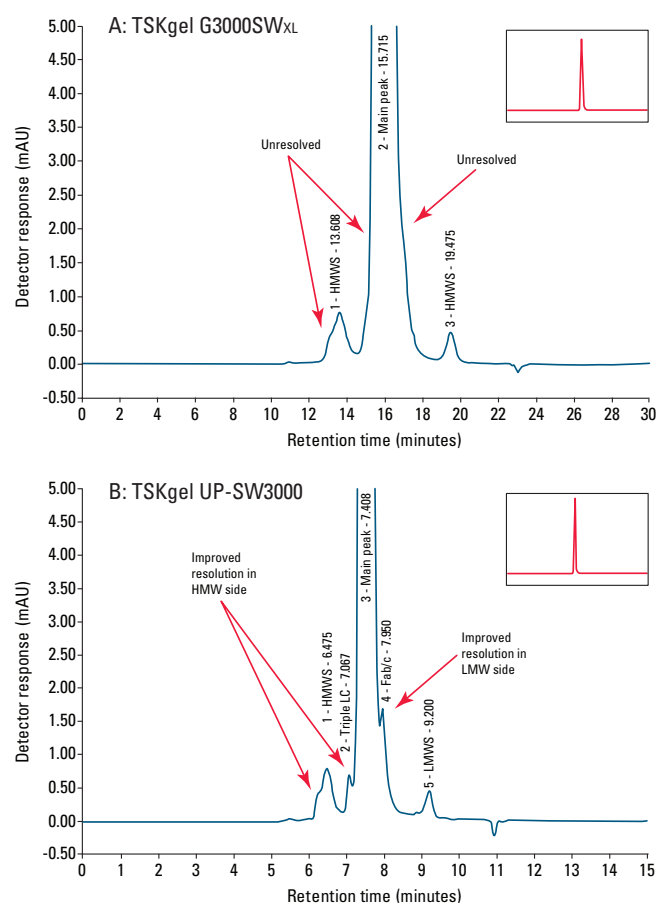 A: TSKgel G3000SWXL
5.00
4.50
4.00
3.50
3.00
2.50
2.00
1.50
1.00
0.50
0.00
-0.50
Detector response (mAU)
Unresolved
Unresolved
1 - HMWS - 13.608
2 - Main peak - 15.715
3 - HMWS - 19.475
0 2 4 6 8 10 12 14 16 18 20 22 24 26 28 30
Retention time (minutes)
B: TSKgel UP-SW3000
5.00
4.50
4.00
3.50
3.00
2.50
2.00
1.50
1.00
0.50
0.00
-0.50
Detector response (mAU)
Improved
resolution in
HMW side
1 - HMWS - 6.475
2 - Triple LC - 7.067
3 - Main peak - 7.408
4 - Fab/c - 7.950
Improved
resolution in
LMW side
5 - LMWS - 9.200
0 1 2 3 4 5 6 7 8 9 10 11 12 13 14 15
Retention time (minutes)